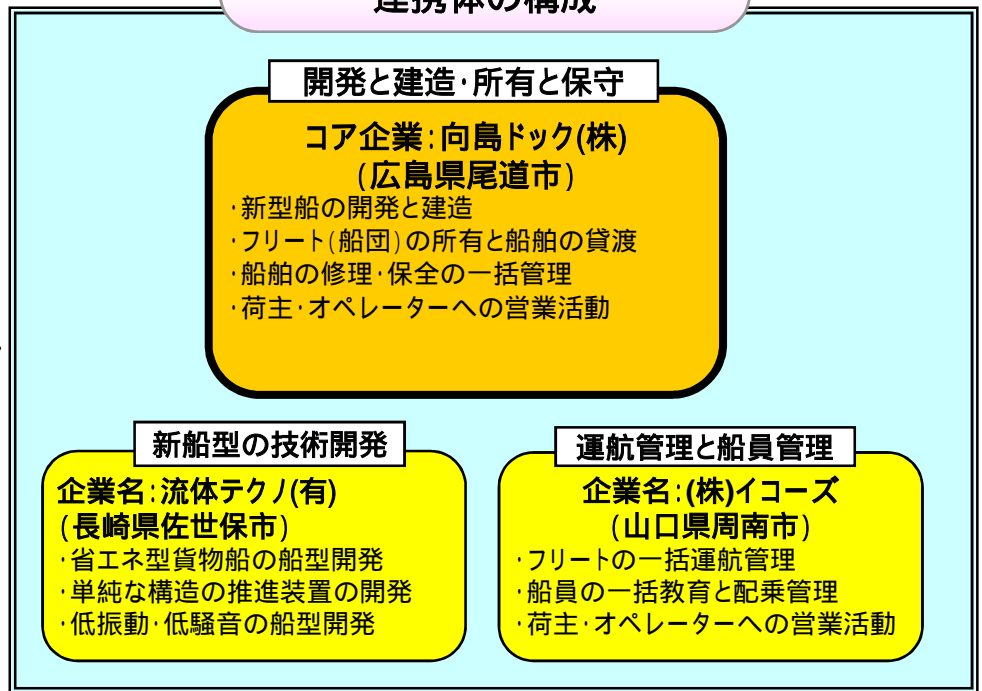 連携体の構成
開発と建造･所有と保守
コア企業:向島ドック(株)
(広島県尾道市)
･新型船の開発と建造
･フリート(船団)の所有と船舶の貸渡
･船舶の修理･保全の一括管理
･荷主･オペレーターへの営業活動
新船型の技術開発
企業名:流体テクノ(有)
(長崎県佐世保市)
･省エネ型貨物船の船型開発
･単純な構造の推進装置の開発
･低振動･低騒音の船型開発
運航管理と船員管理
企業名:(株)イコーズ
(山口県周南市)
･フリートの一括運航管理
･船員の一括教育と配乗管理
･荷主･オペレーターへの営業活動